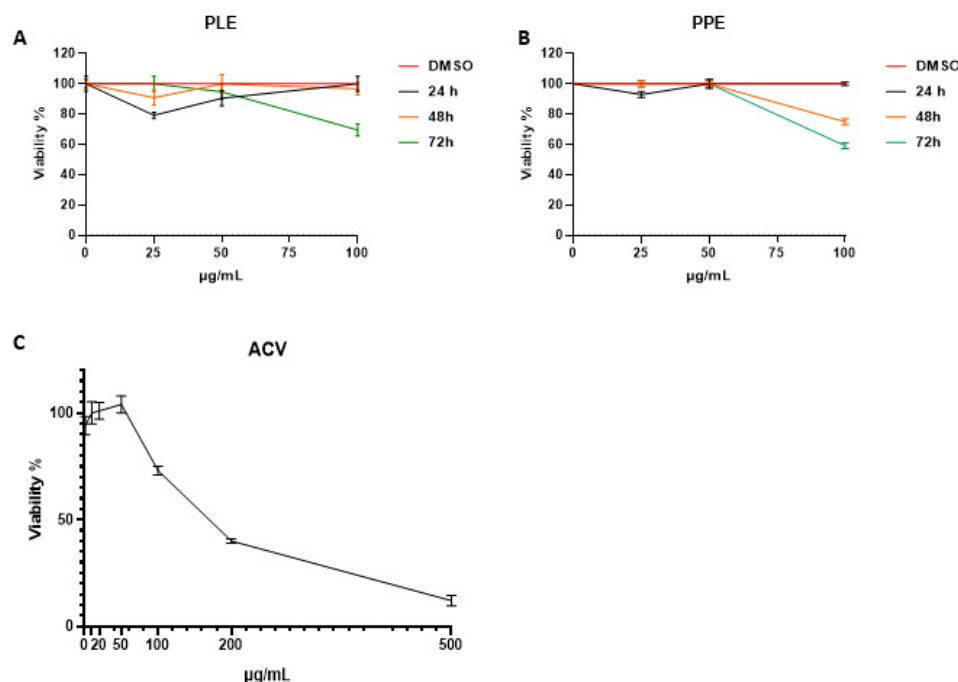 A
PLE
120
100
80
60
40
20
0
Viability %
0 25 50 75 100
µg/mL
DMSO
24 h
48h
72h
B
PPE
120
100
80
60
40
20
0
Viability %
0 25 50 75 100
µg/mL
DMSO
24 h
48h
72h
C
ACV
100
50
0
Viability %
0 20 50 100 200 500
µg/mL